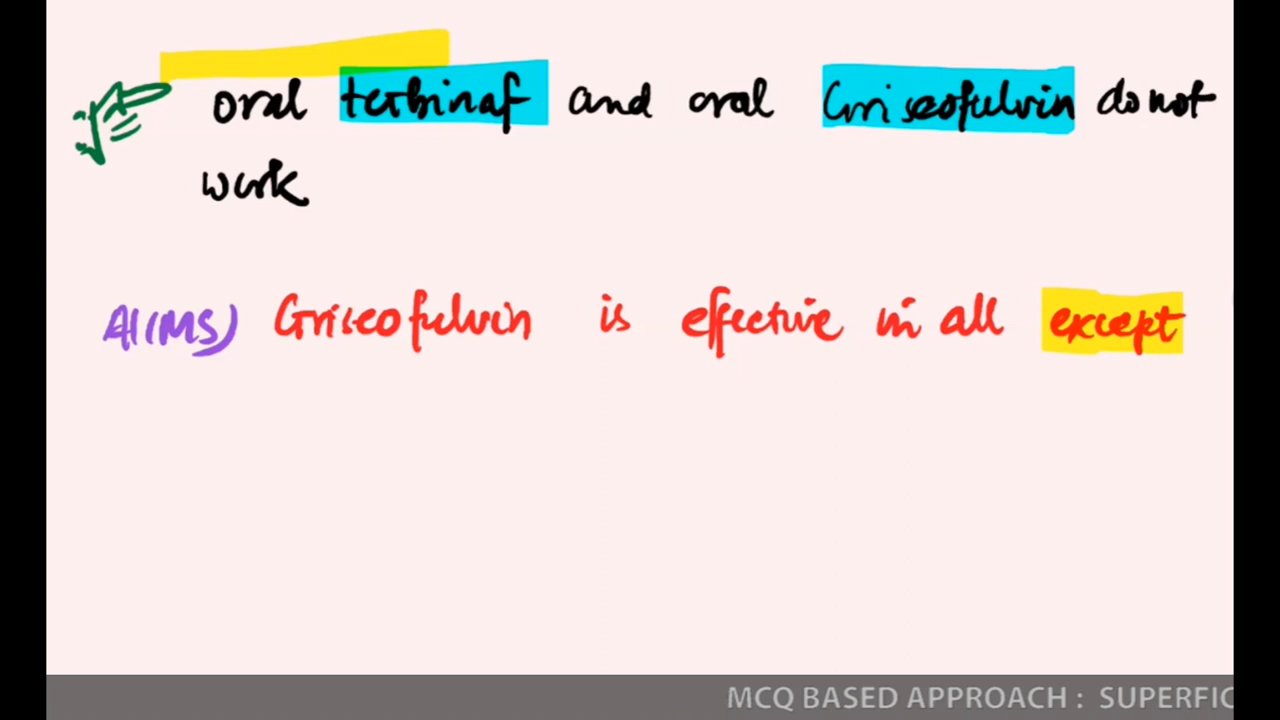 oral terbinaf and oral Griseofulvin do not
work
AIIMS) Griseofulvin is effective in all except
MCQ BASED APPROACH : SUPERFIC